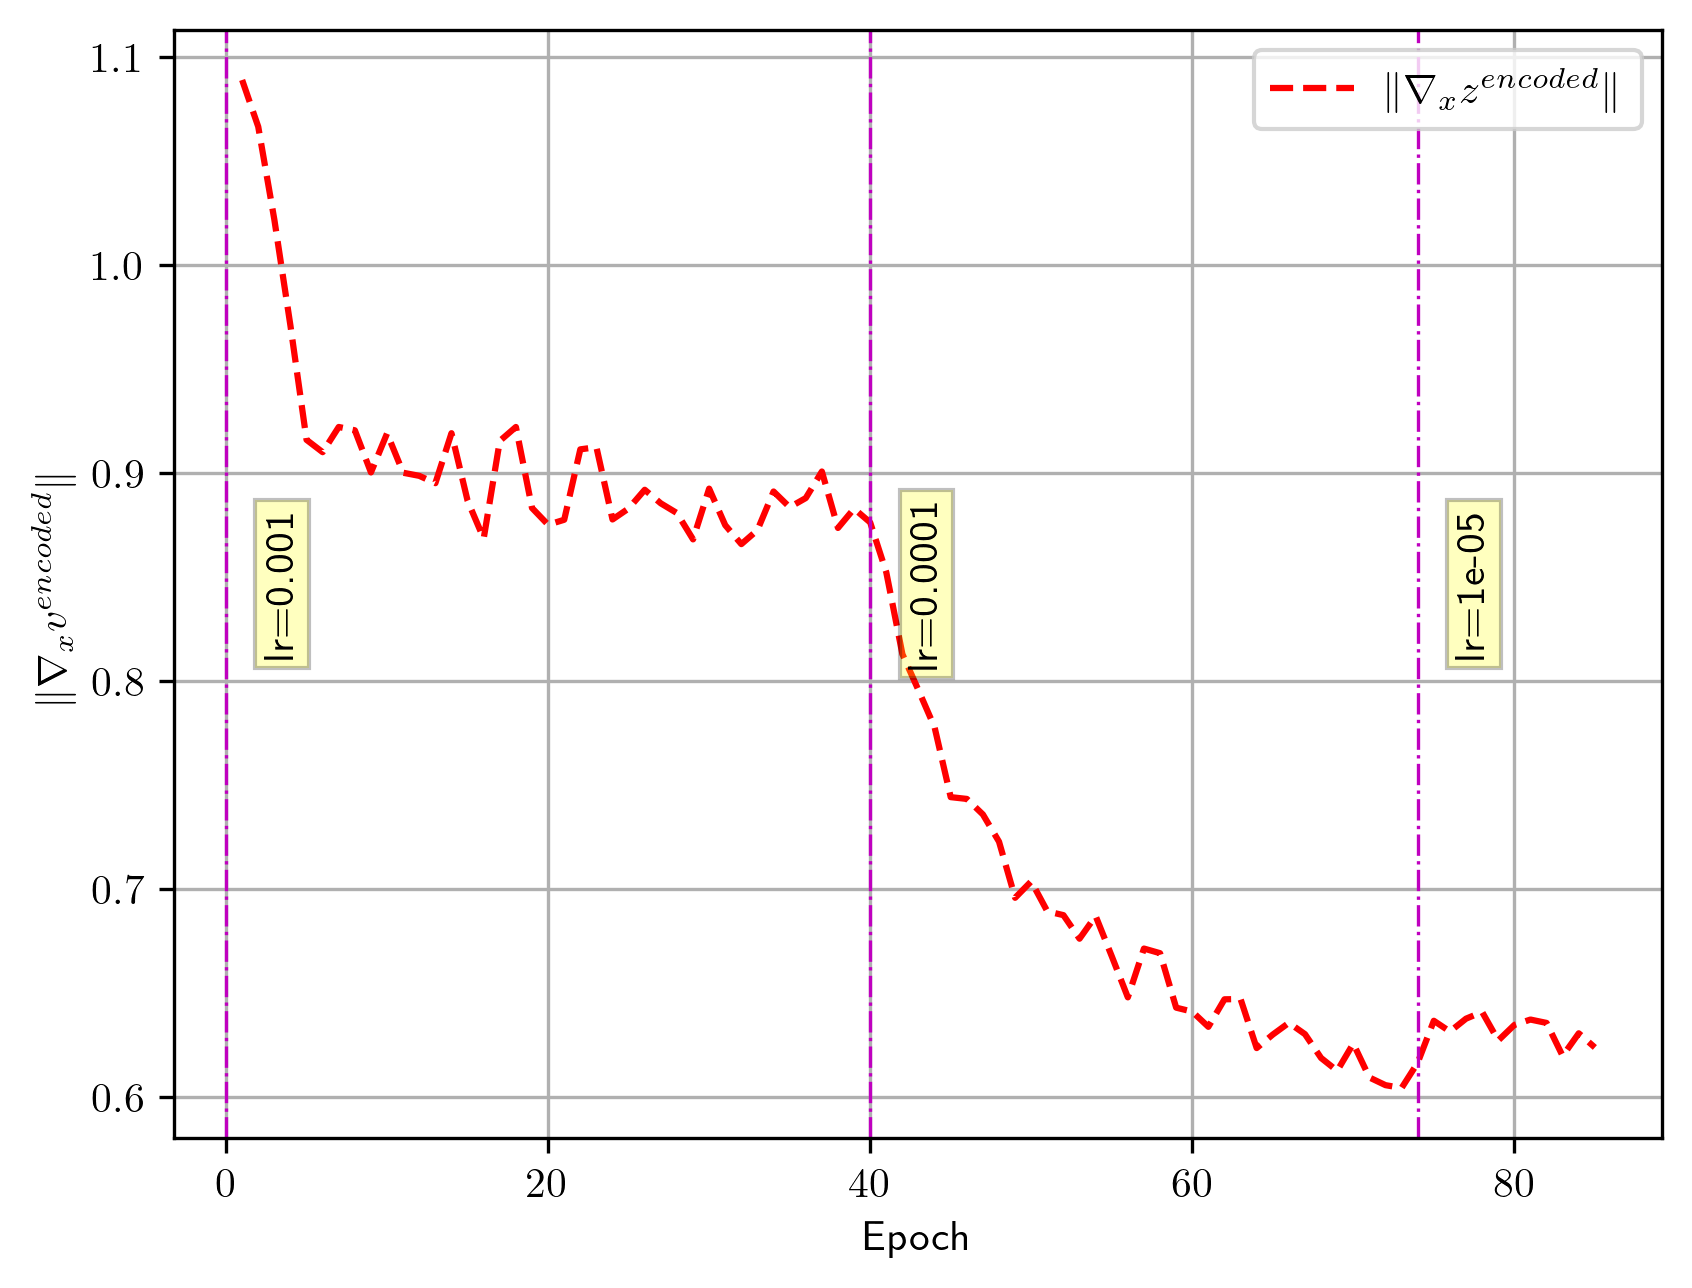 ‖∇ₓz^{encoded}‖
‖∇ₓv^{encoded}‖
1.1
1.0
0.9
0.8
0.7
0.6
lr=0.001
lr=0.0001
lr=1e-05
0 20 40 60 80
Epoch